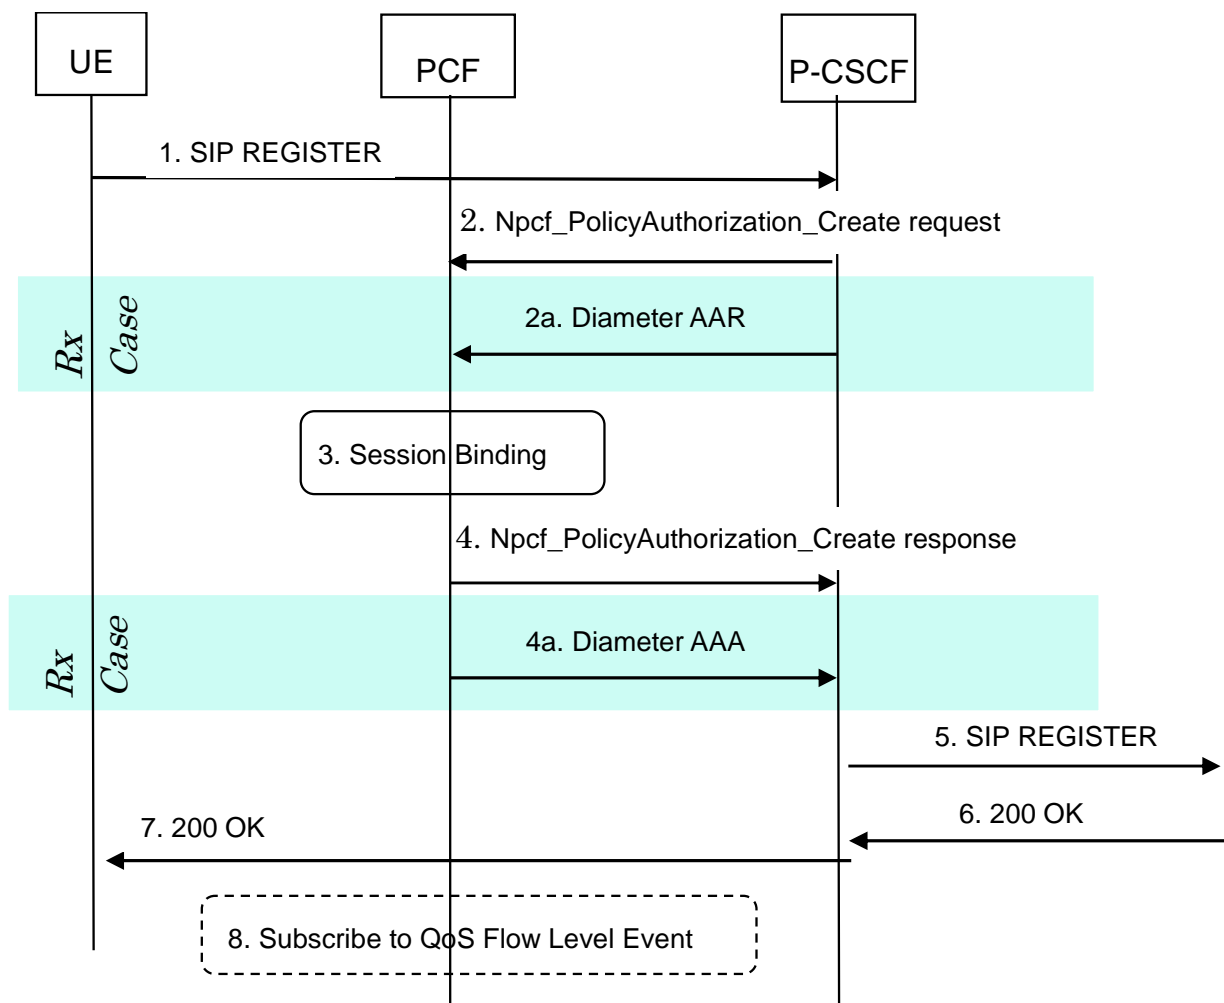 UE
PCF
P-CSCF
1. SIP REGISTER
2. Npcf_PolicyAuthorization_Create request
Rx
Case
2a. Diameter AAR
3. Session Binding
4. Npcf_PolicyAuthorization_Create response
Rx
Case
4a. Diameter AAA
5. SIP REGISTER
6. 200 OK
7. 200 OK
8. Subscribe to QoS Flow Level Event